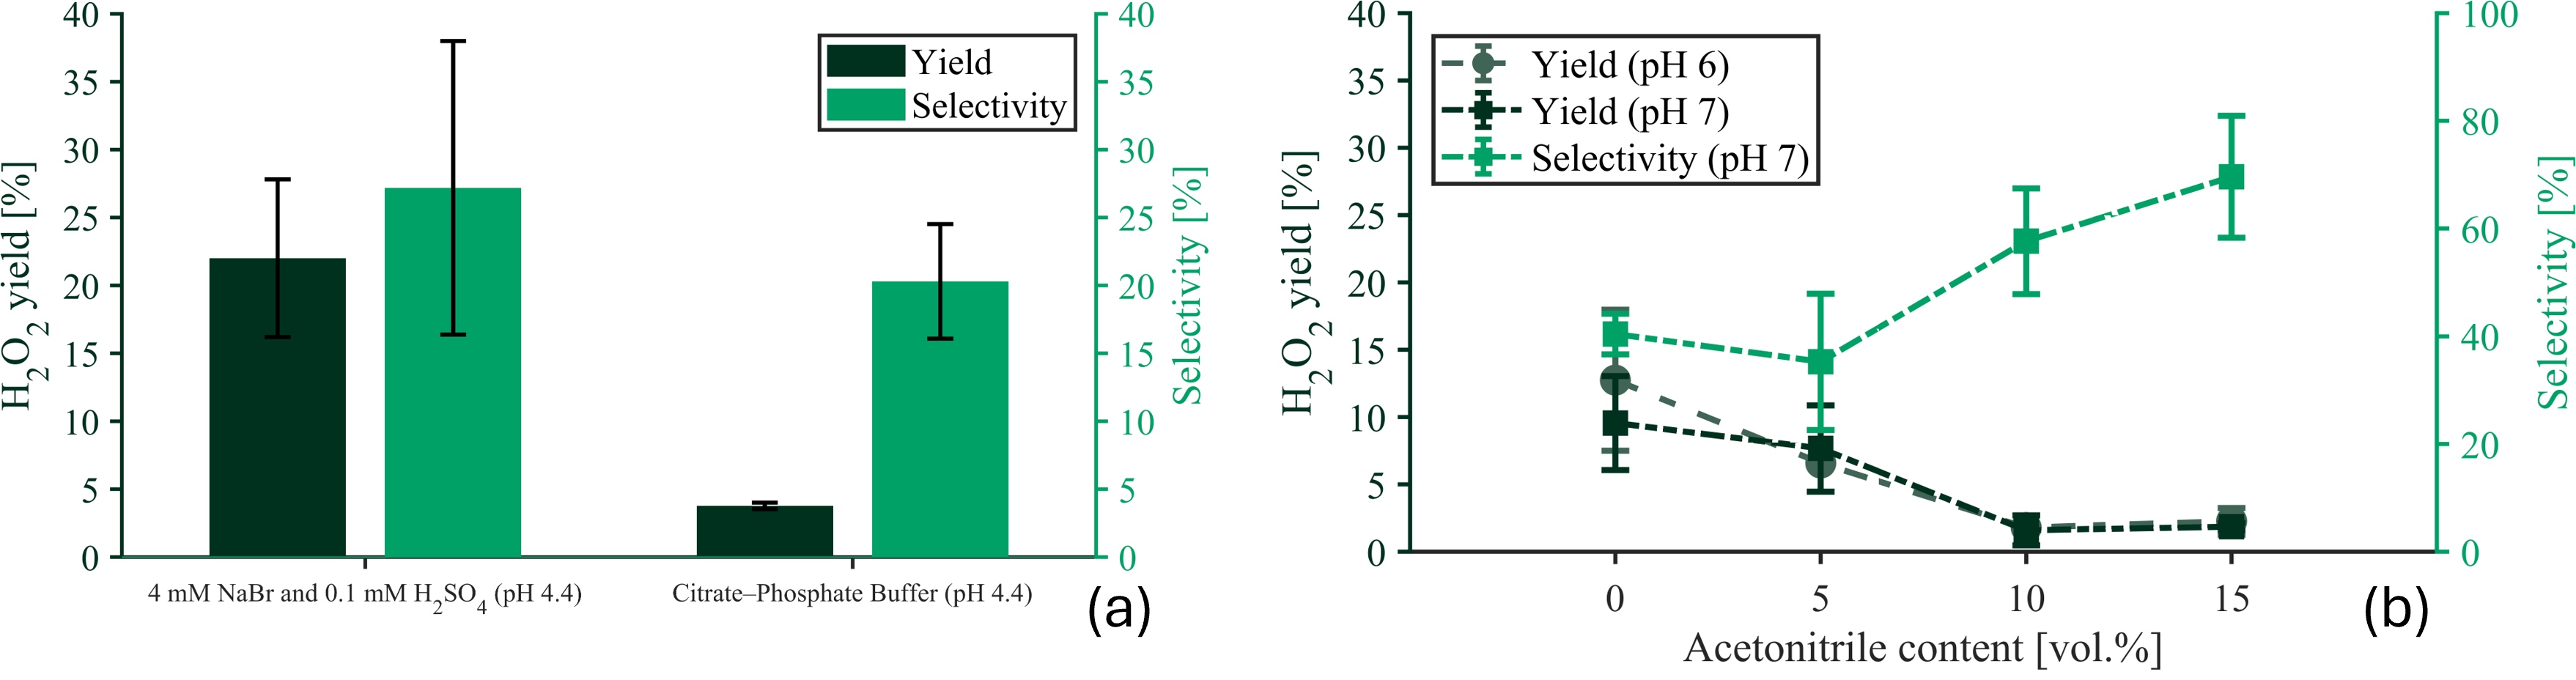 40
35
30
25
20
15
10
5
0
H2O2 yield [%]
Yield
Selectivity
40
35
30
25
20
15
10
5
0
Selectivity [%]
4 mM NaBr and 0.1 mM H2SO4 (pH 4.4)
Citrate–Phosphate Buffer (pH 4.4)
(a)
40
35
30
25
20
15
10
5
0
H2O2 yield [%]
Yield (pH 6)
Yield (pH 7)
Selectivity (pH 7)
100
80
60
40
20
0
Selectivity [%]
0
5
10
15
Acetonitrile content [vol.%]
(b)